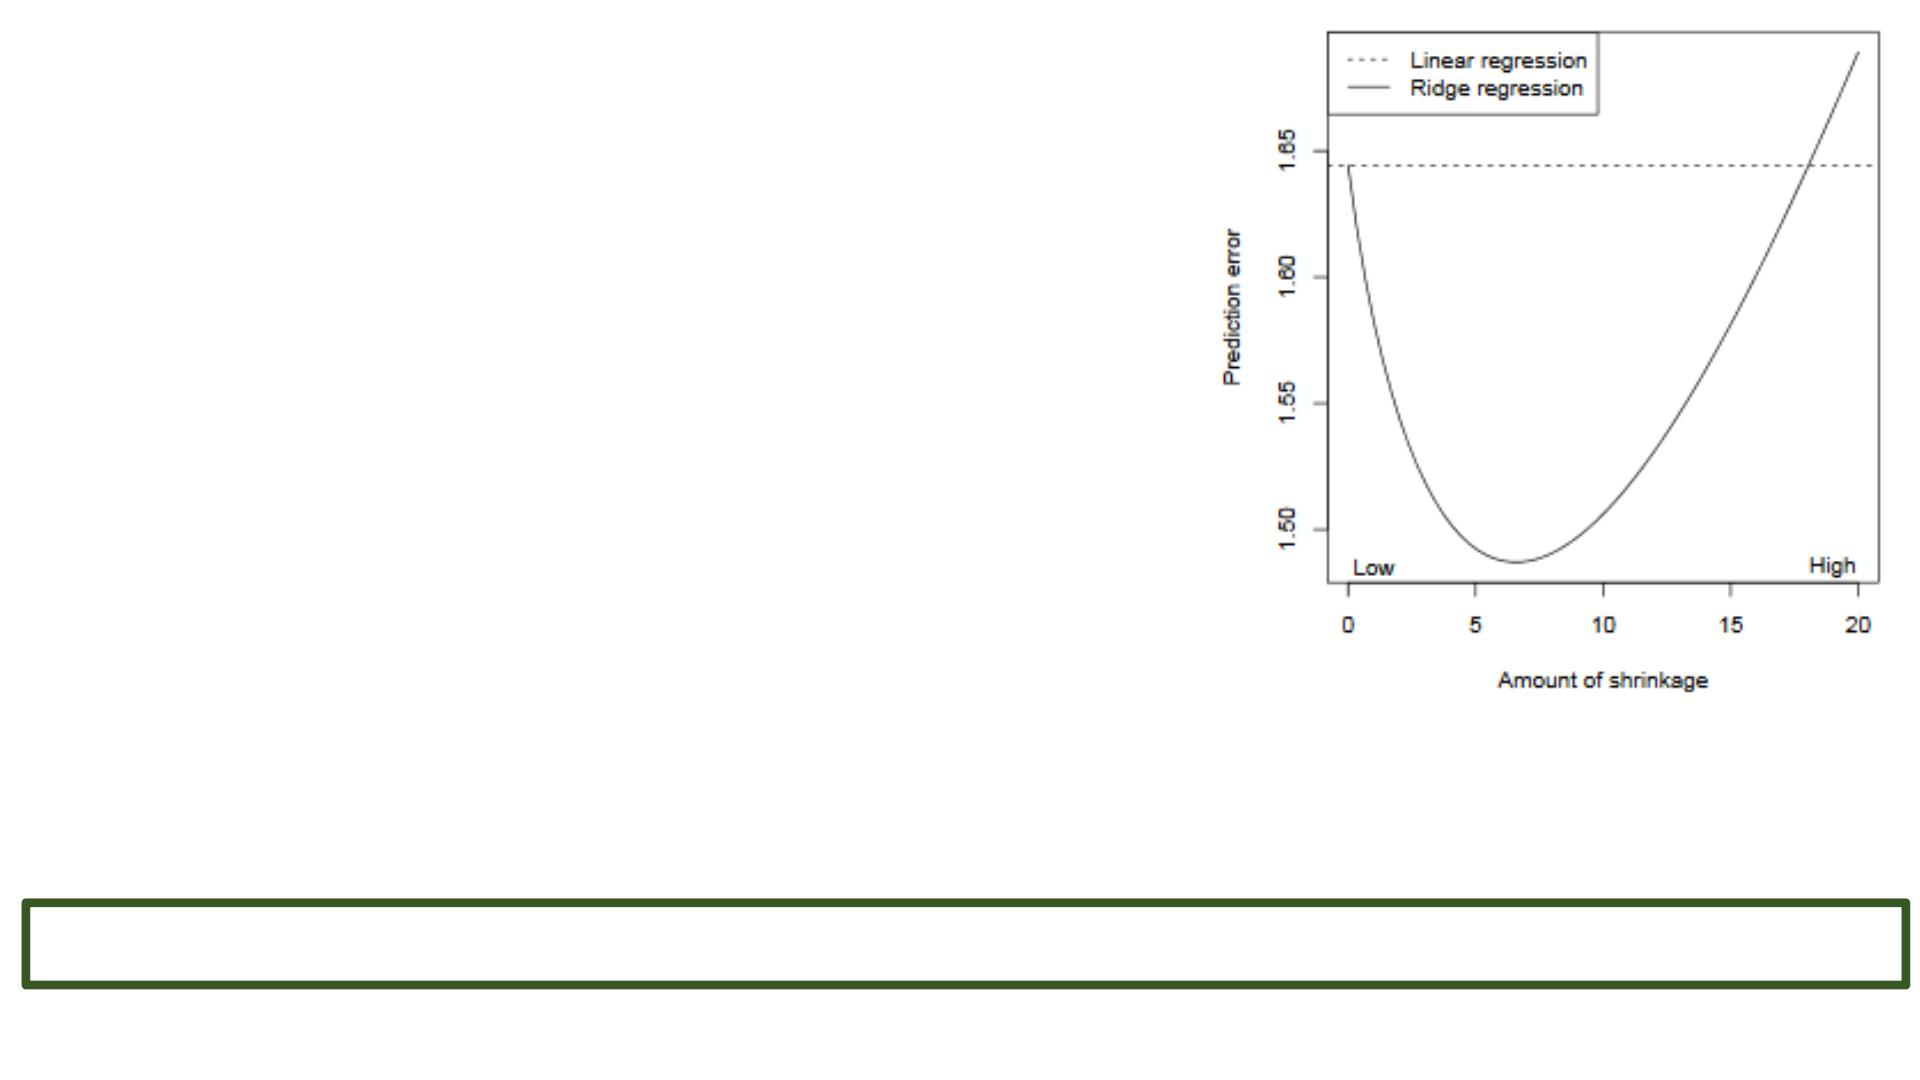 Linear regression
Ridge regression
Prediction error
1.65
1.60
1.55
1.50
Low
High
0 5 10 15 20
Amount of shrinkage